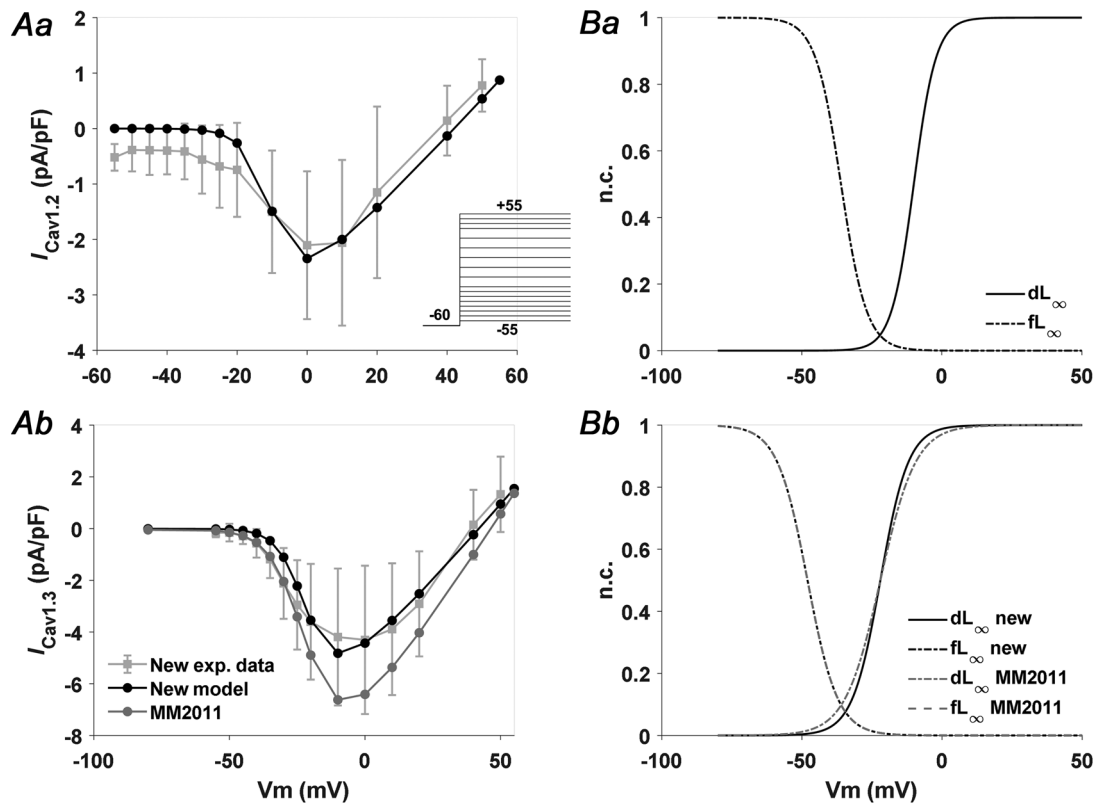 Aa
2
1
0
-1
-2
-3
-4
I Cav1.2 (pA/pF)
-60
-40
-20
0
20
40
60
+55
-60
-55
Ba
1
0.8
0.6
0.4
0.2
0
n.c.
-100
-50
0
50
dL∞
fL∞
Ab
4
2
0
-2
-4
-6
-8
I Cav1.3 (pA/pF)
New exp. data
New model
MM2011
-100
-50
0
Vm (mV)
Bb
1
0.8
0.6
0.4
0.2
0
n.c.
dL∞ new
fL∞ new
dL∞ MM2011
fL∞ MM2011
-100
-50
0
50
Vm (mV)